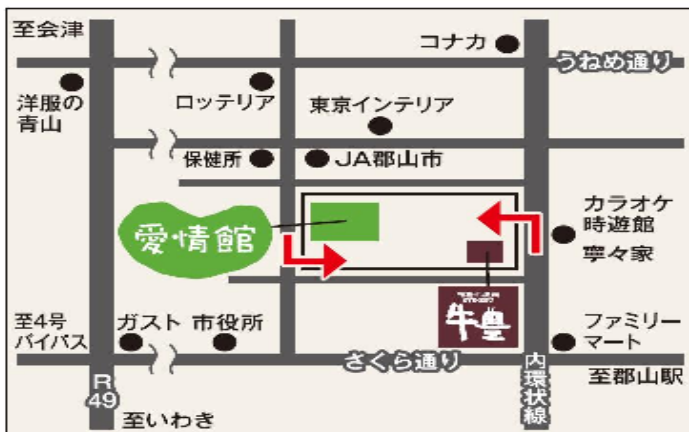 至会津
コナカ
うねめ通り
洋服の
青山
ロッテリア
東京インテリア
保健所
JA郡山市
カラオケ
時遊館
寧々家
愛情館
牛豊
至4号
バイパス
ガスト
市役所
ファミリー
マート
さくら通り
至郡山駅
R
49
内環状線
至いわき